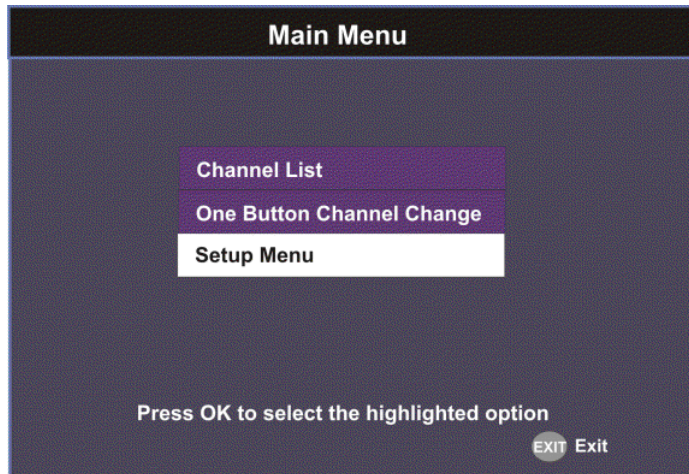 Main Menu
Channel List
One Button Channel Change
Setup Menu
Press OK to select the highlighted option
EXIT Exit